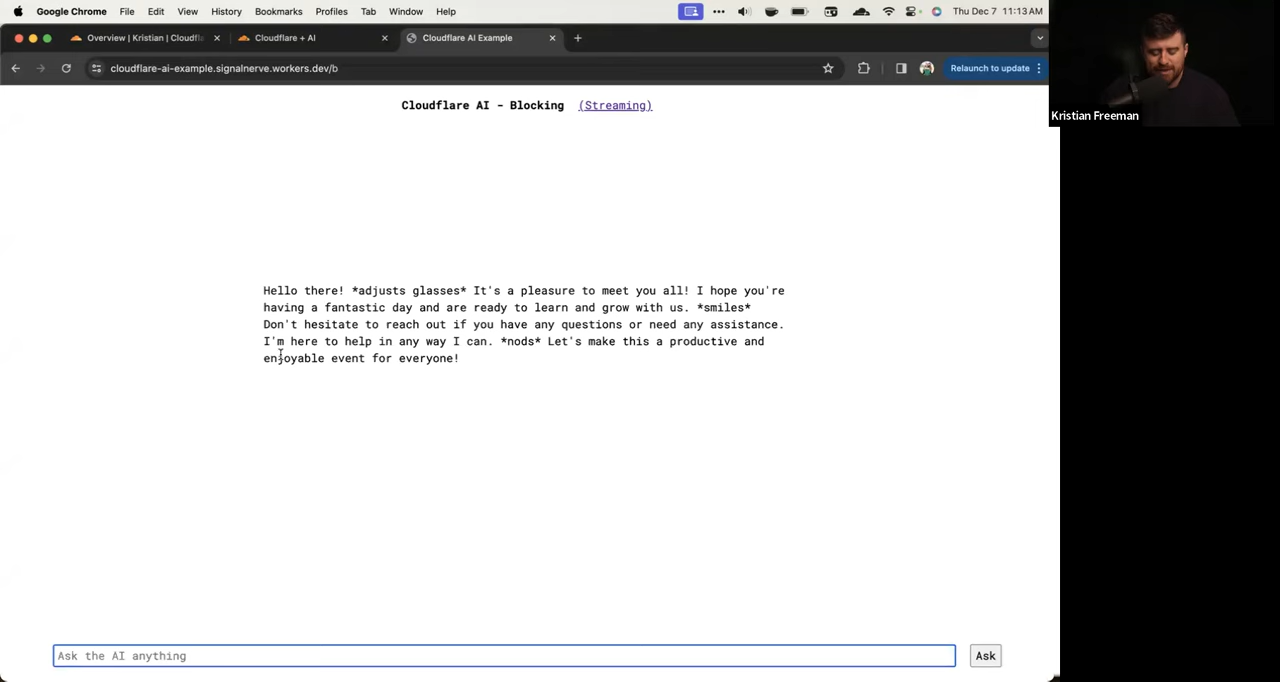 Google Chrome File Edit View History Bookmarks Profiles Tab Window Help Thu Dec 7 11:13 AM
Overview | Kristian | Cloudfl Cloudflare + AI Cloudflare AI Example
cloudflare-ai-example.signalnerve.workers.dev/b Relaunch to update
Kristian Freeman
Cloudflare AI - Blocking (Streaming)
Hello there! *adjusts glasses* It's a pleasure to meet you all! I hope you're
having a fantastic day and are ready to learn and grow with us. *smiles*
Don't hesitate to reach out if you have any questions or need any assistance.
I'm here to help in any way I can. *nods* Let's make this a productive and
enjoyable event for everyone!
Ask the AI anything Ask